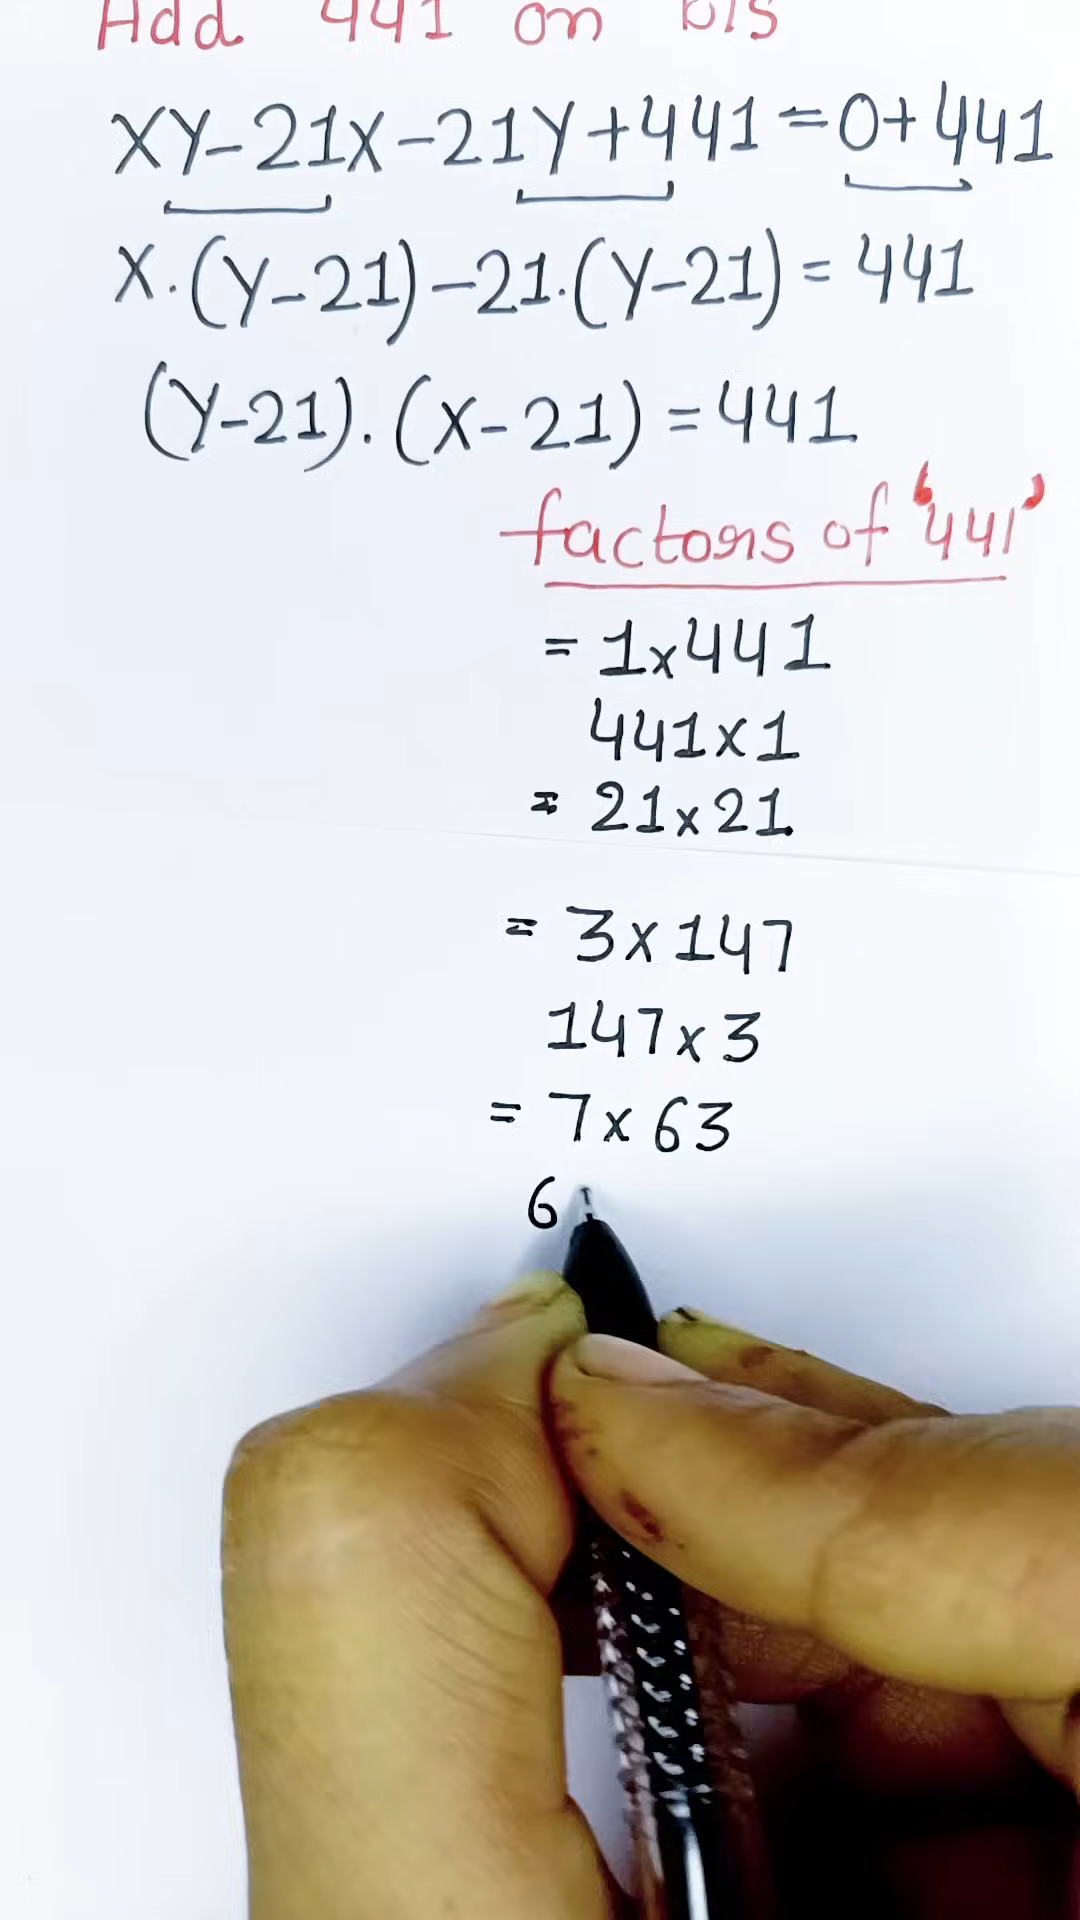 Add 441 on b/s
XY-21X-21Y+441=0+441
X.(Y-21)-21.(Y-21)=441
(Y-21).(X-21)=441
factors of '441'
=1x441
441x1
=21x21
=3x147
147x3
=7x63
6